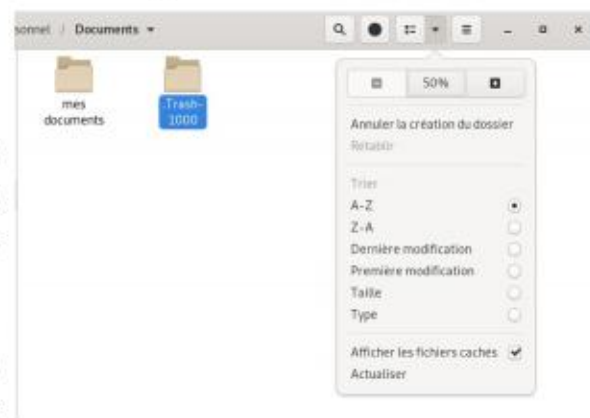 sonnel / Documents
50%
mes
documents
.Trash-
1000
Annuler la création du dossier
Rétablir
Trier
A-Z
Z-A
Dernière modification
Première modification
Taille
Type
Afficher les fichiers cachés
Actualiser